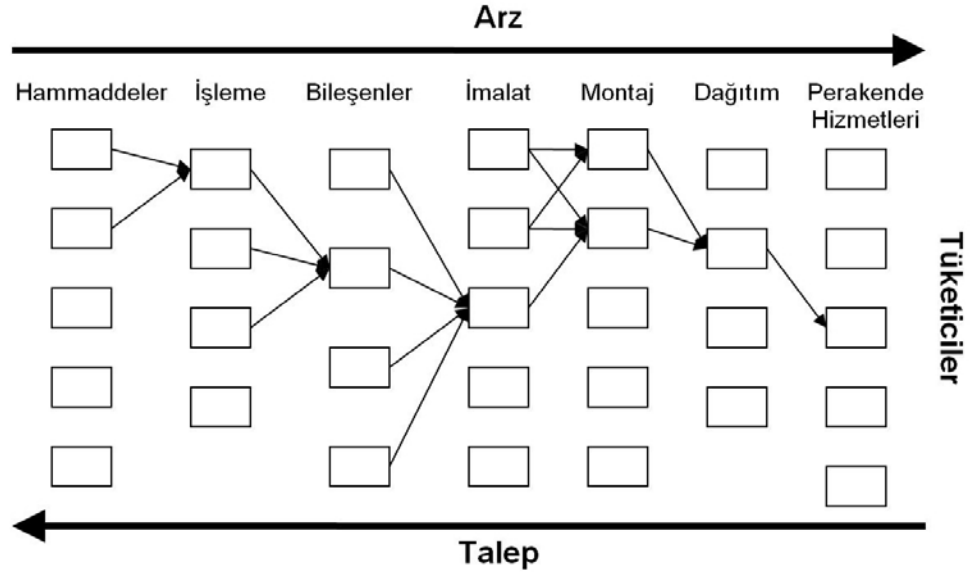 Arz
Hammaddeler
İşleme
Bileşenler
İmalat
Montaj
Dağıtım
Perakende
Hizmetleri
Tüketiciler
Talep